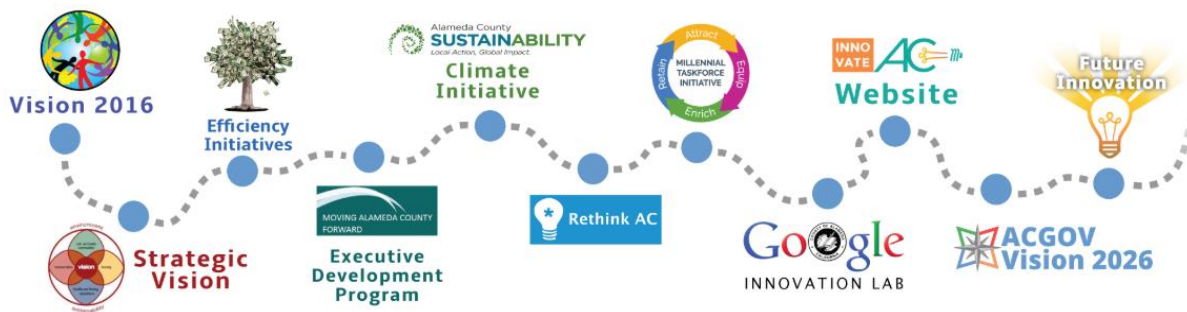 Vision 2016
Strategic
Vision
vision
Efficiency
Initiatives
MOVING ALAMEDA COUNTY
FORWARD
Executive
Development
Program
Alameda County
SUSTAINABILITY
Local Action, Global Impact.
Climate
Initiative
Rethink AC
Attract
Equip
Enrich
Retain
MILLENNIAL
TASKFORCE
INITIATIVE
Google
INNOVATION LAB
INNO
VATE
AC
Website
ACGOV
Vision 2026
Future
Innovation